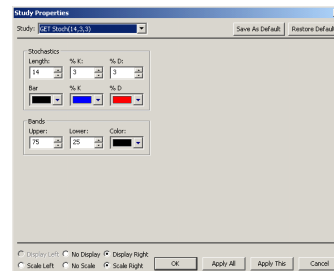 Study Properties
Study: GET Stoch(14,3,3) Save As Default Restore Default
Stochastics
Length: % K: % D:
14 3 3
Bar % K % D
Bands
Upper: Lower: Color:
75 25
Display Left No Display Display Right
Scale Left No Scale Scale Right OK Apply All Apply This Cancel